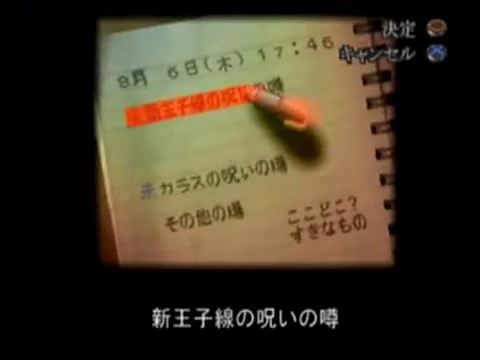 決定
キャンセル
8月 6日(木) 17:46
新王子線の呪いの噂
未 カラスの呪いの噂
その他の噂
ここどこ?
すきなもの
新王子線の呪いの噂